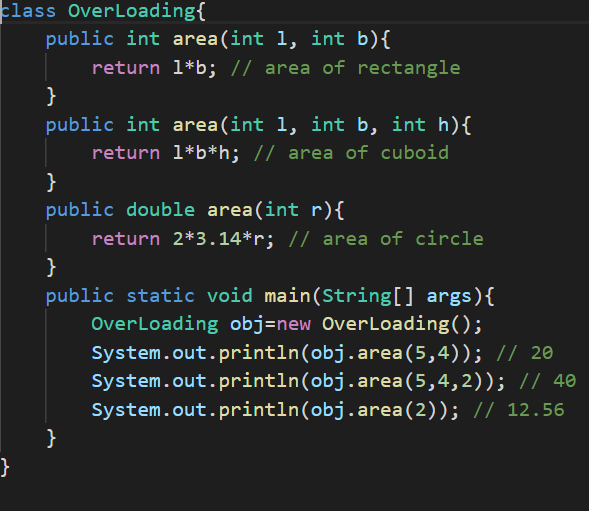 class OverLoading{
    public int area(int l, int b){
        return l*b; // area of rectangle
    }
    public int area(int l, int b, int h){
        return l*b*h; // area of cuboid
    }
    public double area(int r){
        return 2*3.14*r; // area of circle
    }
    public static void main(String[] args){
        OverLoading obj=new OverLoading();
        System.out.println(obj.area(5,4)); // 20
        System.out.println(obj.area(5,4,2)); // 40
        System.out.println(obj.area(2)); // 12.56
    }
}